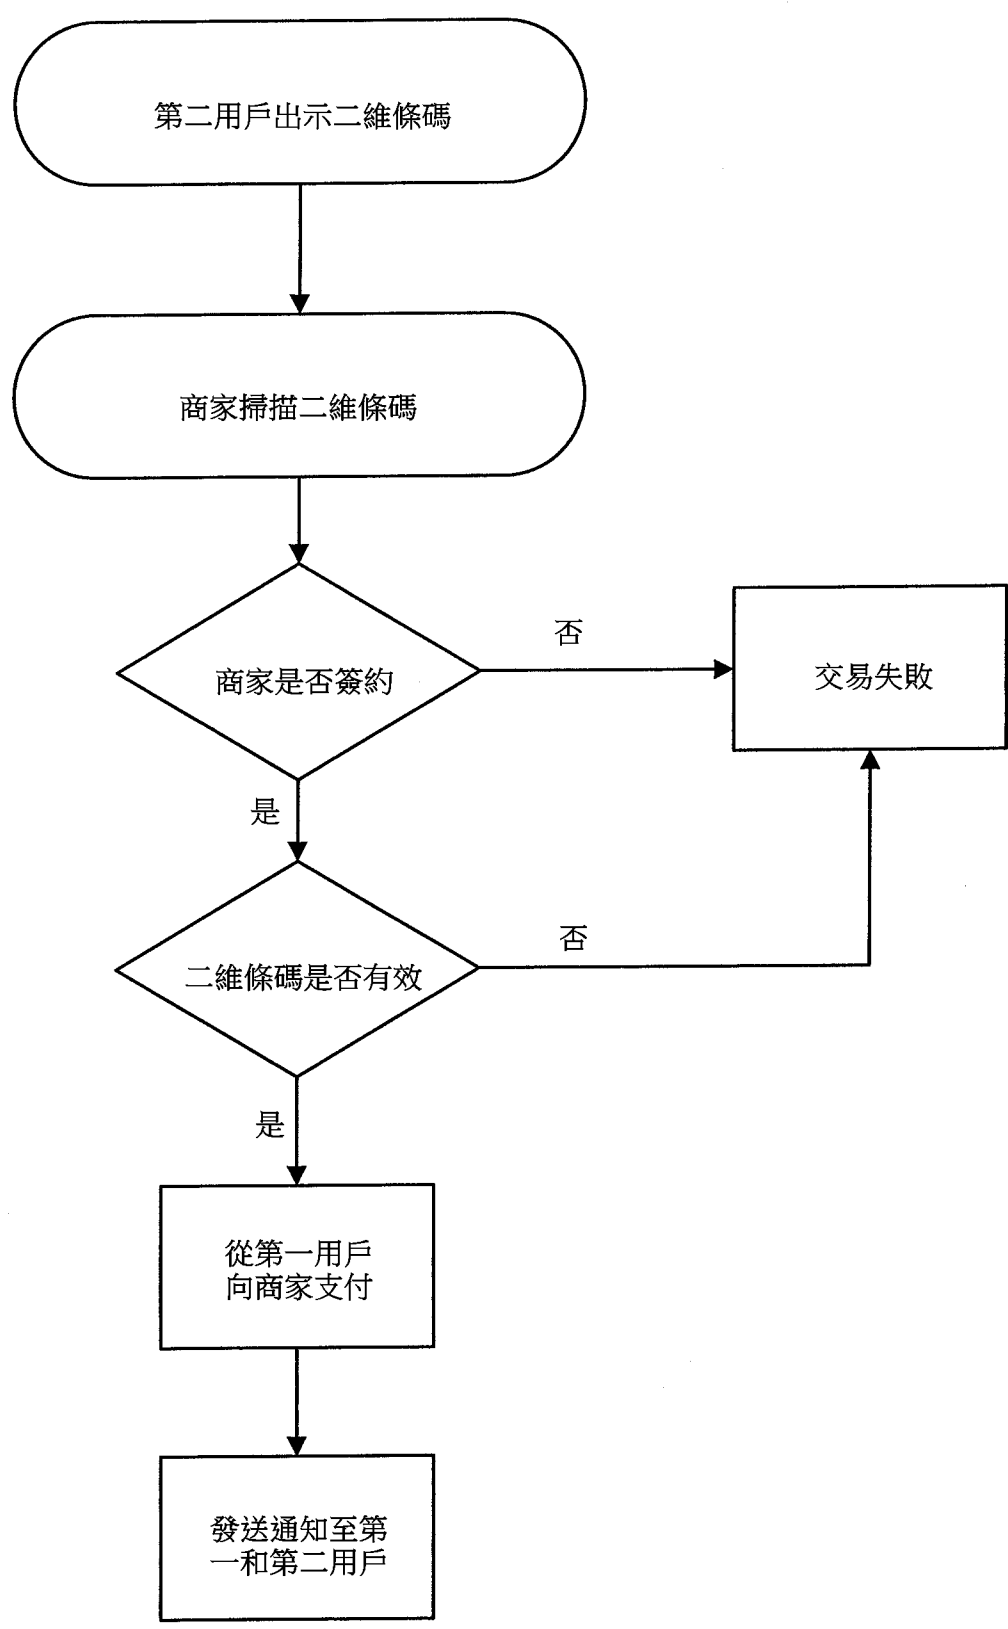 第二用戶出示二維條碼
商家掃描二維條碼
商家是否簽約
否
交易失敗
是
二維條碼是否有效
否
是
從第一用戶
向商家支付
發送通知至第
一和第二用戶